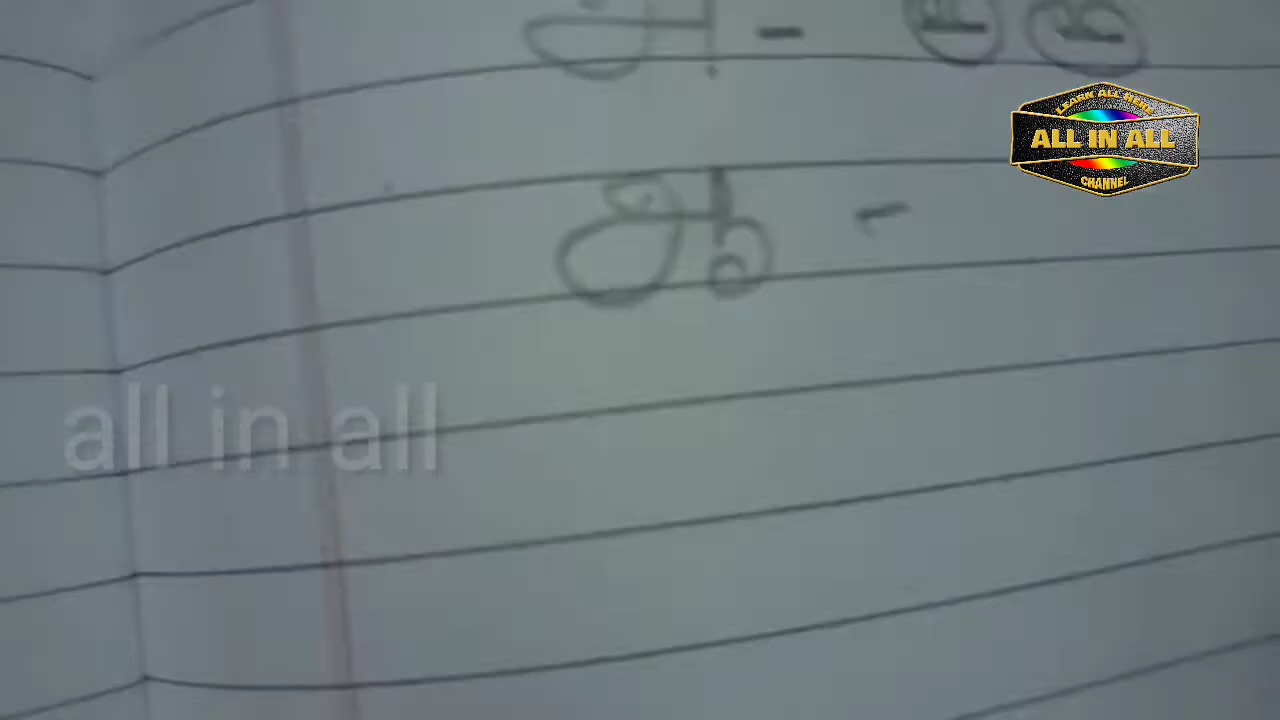 அ -
ஆ -
LEARN ALL HERE
ALL IN ALL
CHANNEL
all in all